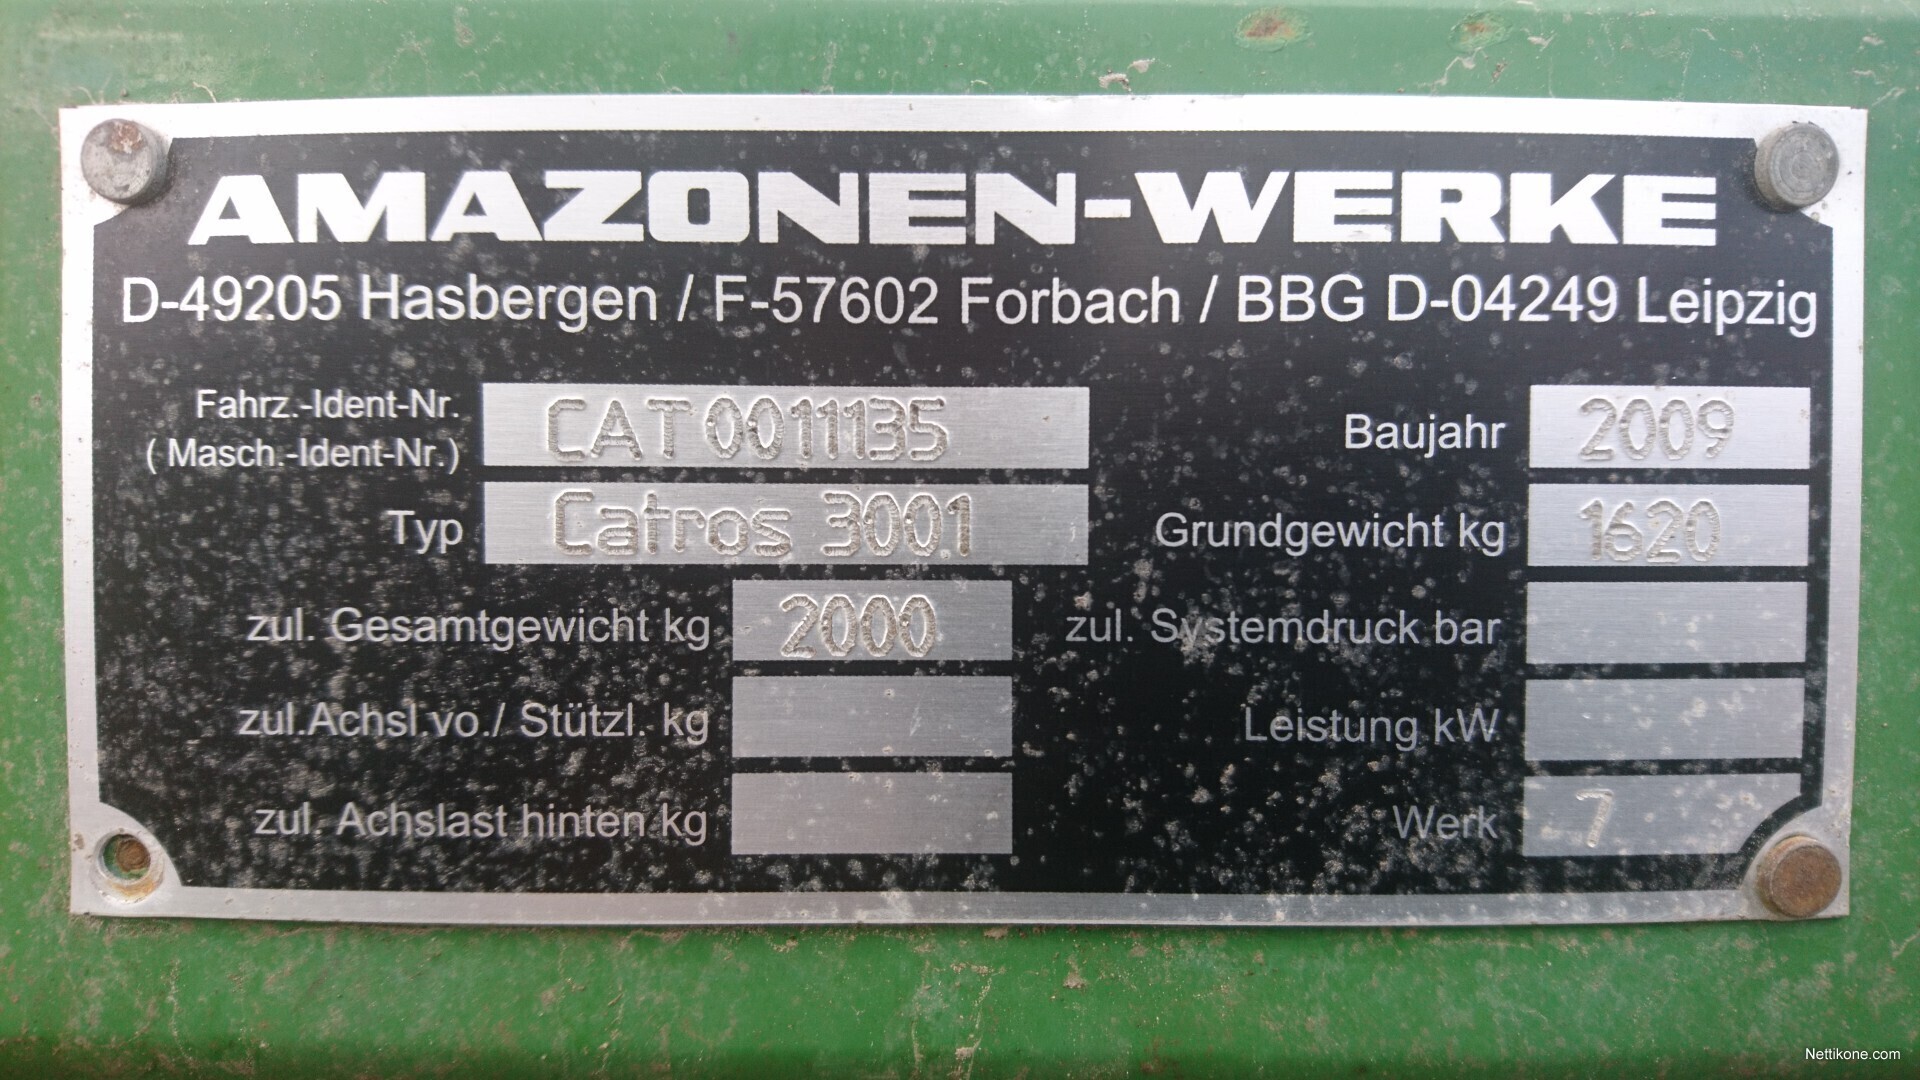 AMAZONEN-WERKE
D-49205 Hasbergen / F-57602 Forbach / BBG D-04249 Leipzig
Fahrz.-Ident-Nr.
( Masch.-Ident-Nr.) CAT0011135
Baujahr 2009
Typ Catros 3001
Grundgewicht kg 1620
zul. Gesamtgewicht kg 2000
zul. Systemdruck bar
zul.Achsl.vo./ Stützl. kg
Leistung kW
zul. Achslast hinten kg
Werk 7
Nettikone.com